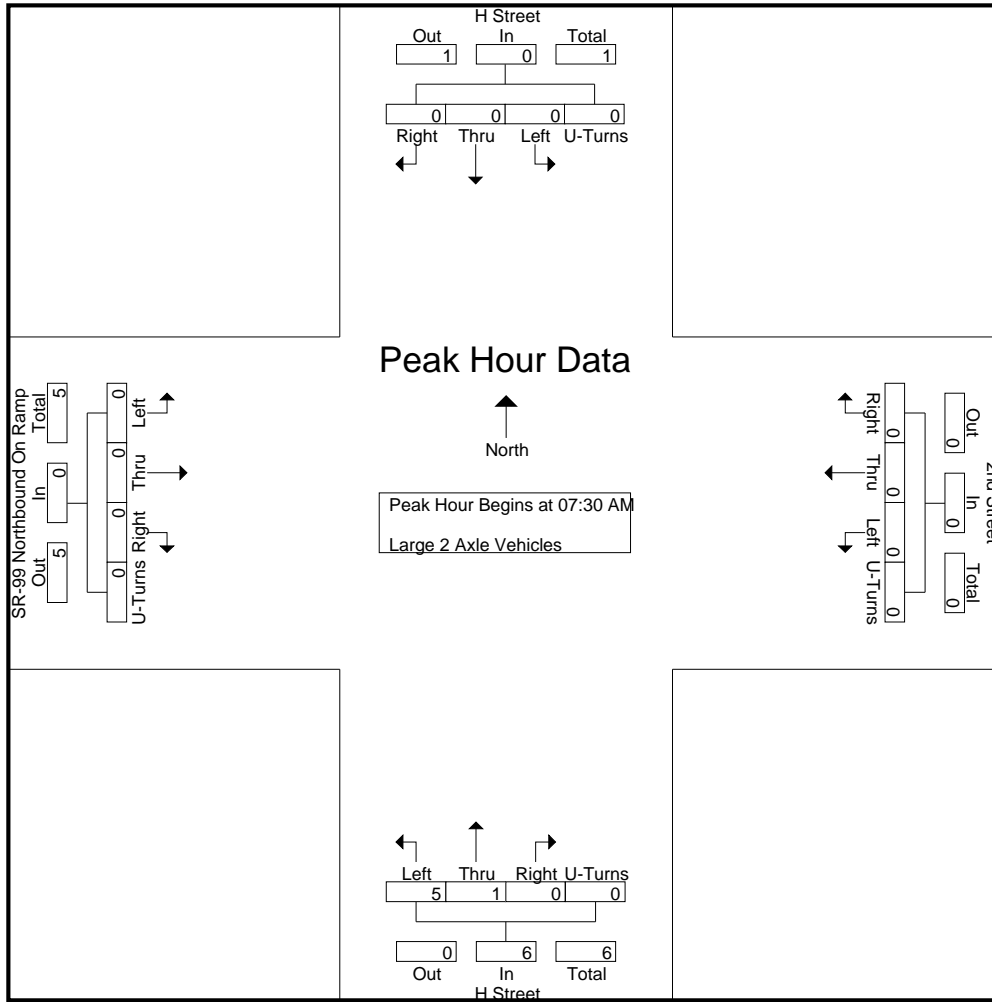 H Street
Out In Total
1 0 1
0 0 0 0
Right Thru Left U-Turns
Peak Hour Data
North
Peak Hour Begins at 07:30 AM
Large 2 Axle Vehicles
SR-99 Northbound On Ramp
Out In Total
5 0 5
0 0 0 0
U-Turns Right Thru Left
2nd Street
Out In Total
0 0 0
0 0 0 0
Right Thru Left U-Turns
Left Thru Right U-Turns
5 1 0 0
0 6 6
Out In Total
H Street